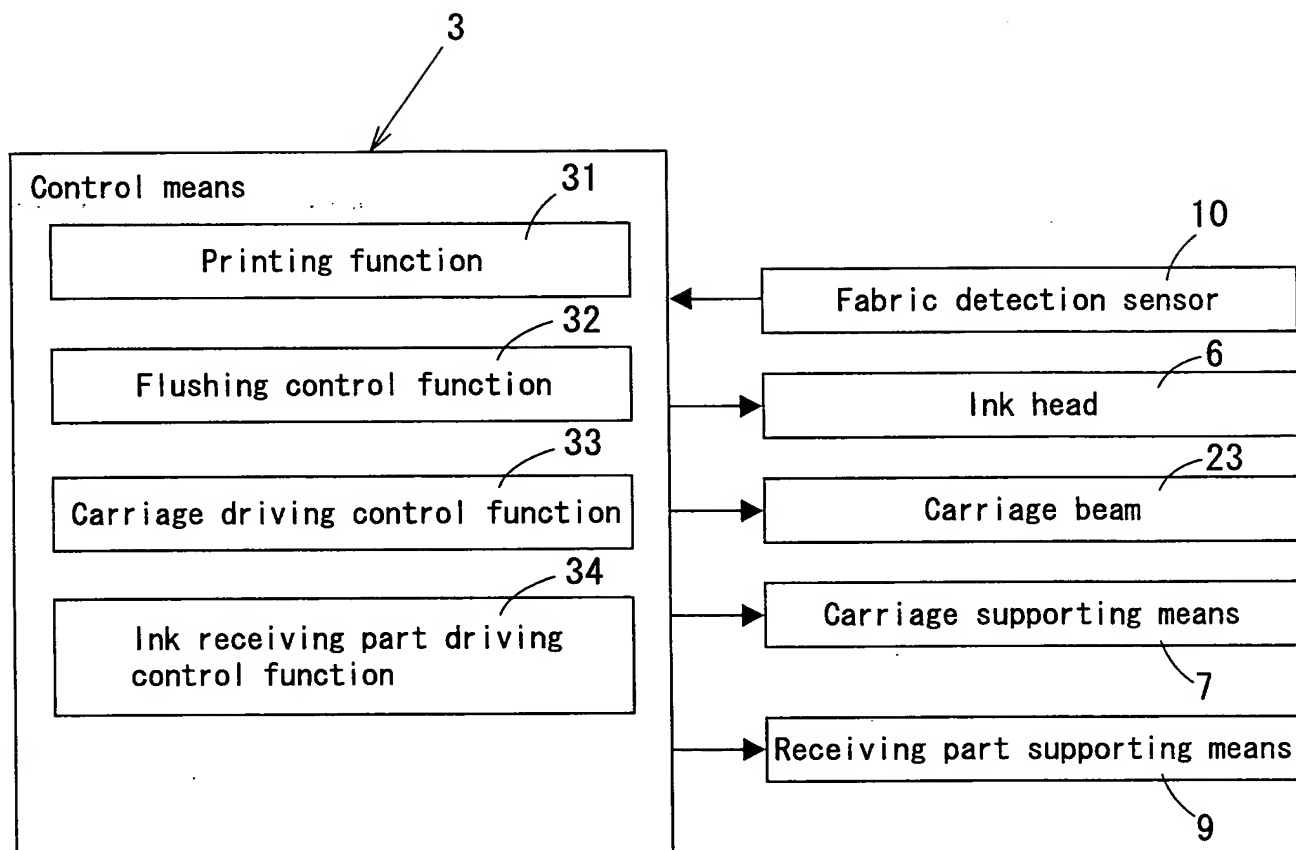 3
Control means
31
Printing function
32
Flushing control function
33
Carriage driving control function
34
Ink receiving part driving
control function
10
Fabric detection sensor
6
Ink head
23
Carriage beam
Carriage supporting means
7
Receiving part supporting means
9